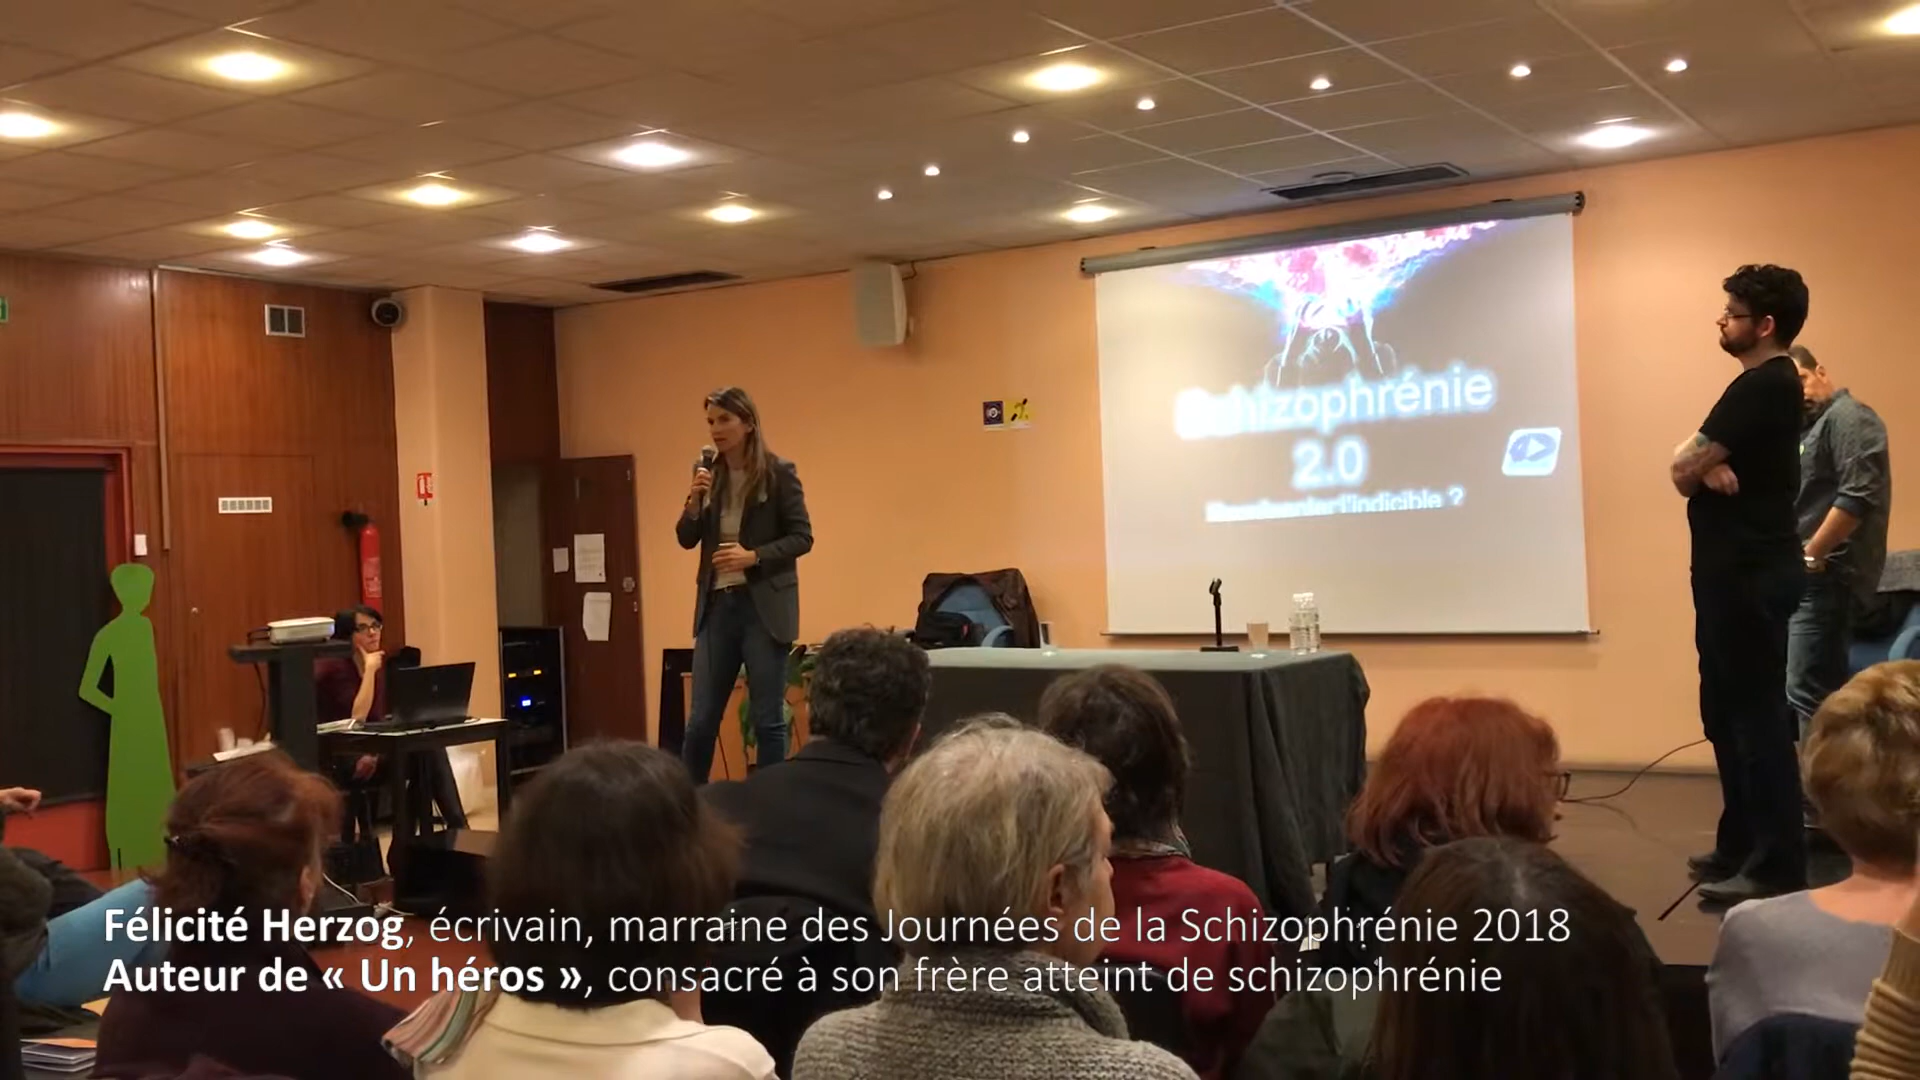 Schizophrénie
2.0
l'indicible ?
Félicité Herzog, écrivain, marraine des Journées de la Schizophrénie 2018
Auteur de « Un héros », consacré à son frère atteint de schizophrénie